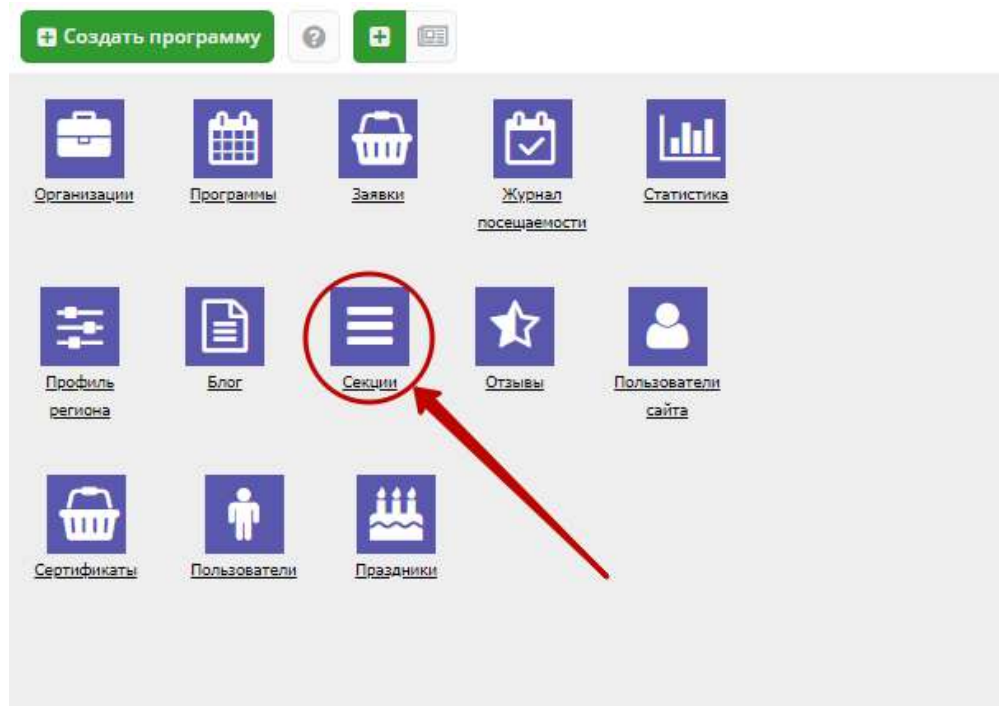 Создать программу
Организации
Программы
Заявки
Журнал
посещаемости
Статистика
Профиль
региона
Блог
Секции
Отзывы
Пользователи
сайта
Сертификаты
Пользователи
Праздники